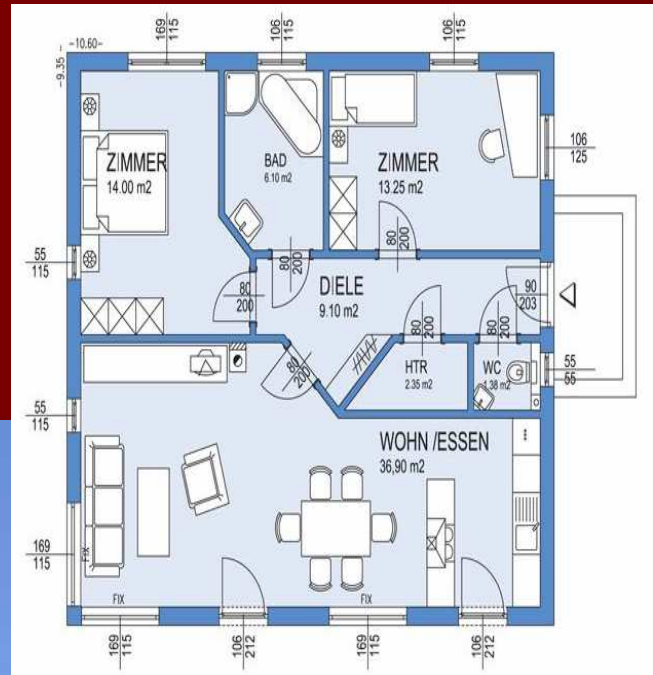 10.60
169
115
106
115
106
115
9.35
ZIMMER
14.00 m2
BAD
6.10 m2
ZIMMER
13.25 m2
106
125
55
115
80
200
80
200
80
200
DIELE
9.10 m2
90
203
80
200
80
200
80
200
HTR
2.35 m2
WC
1.38 m2
55
55
55
115
WOHN /ESSEN
36,90 m2
169
115
FIX
FIX
FIX
169
115
106
212
169
115
106
212